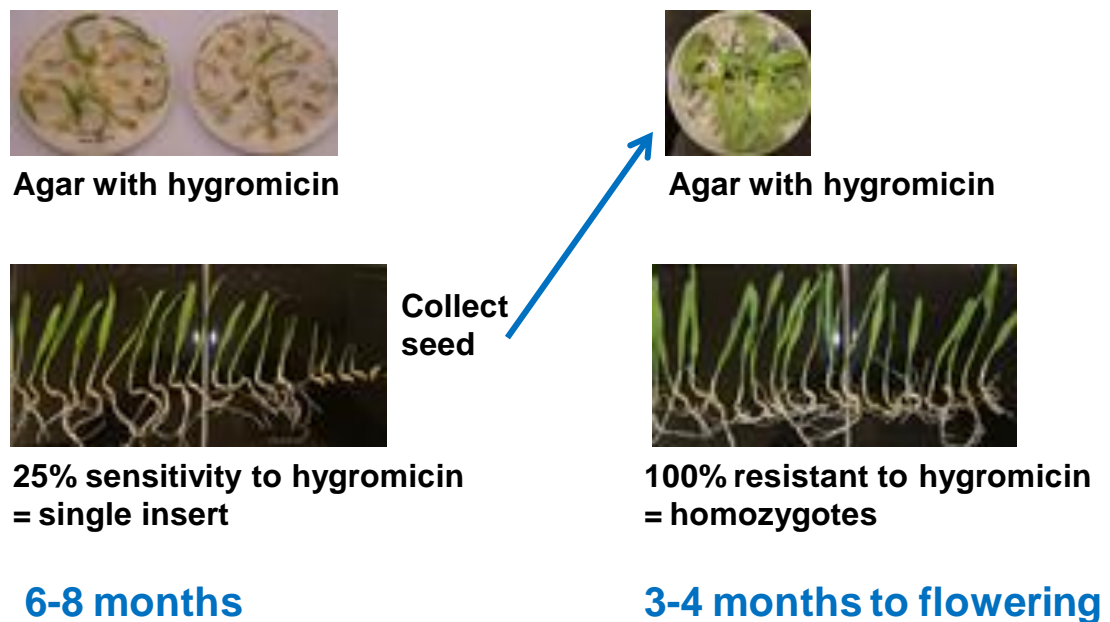 Agar with hygromicin
Agar with hygromicin
Collect
seed
25% sensitivity to hygromicin
= single insert
100% resistant to hygromicin
= homozygotes
6-8 months
3-4 months to flowering